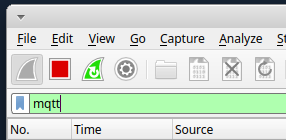 File Edit View Go Capture Analyze St
mqtt
No. Time Source